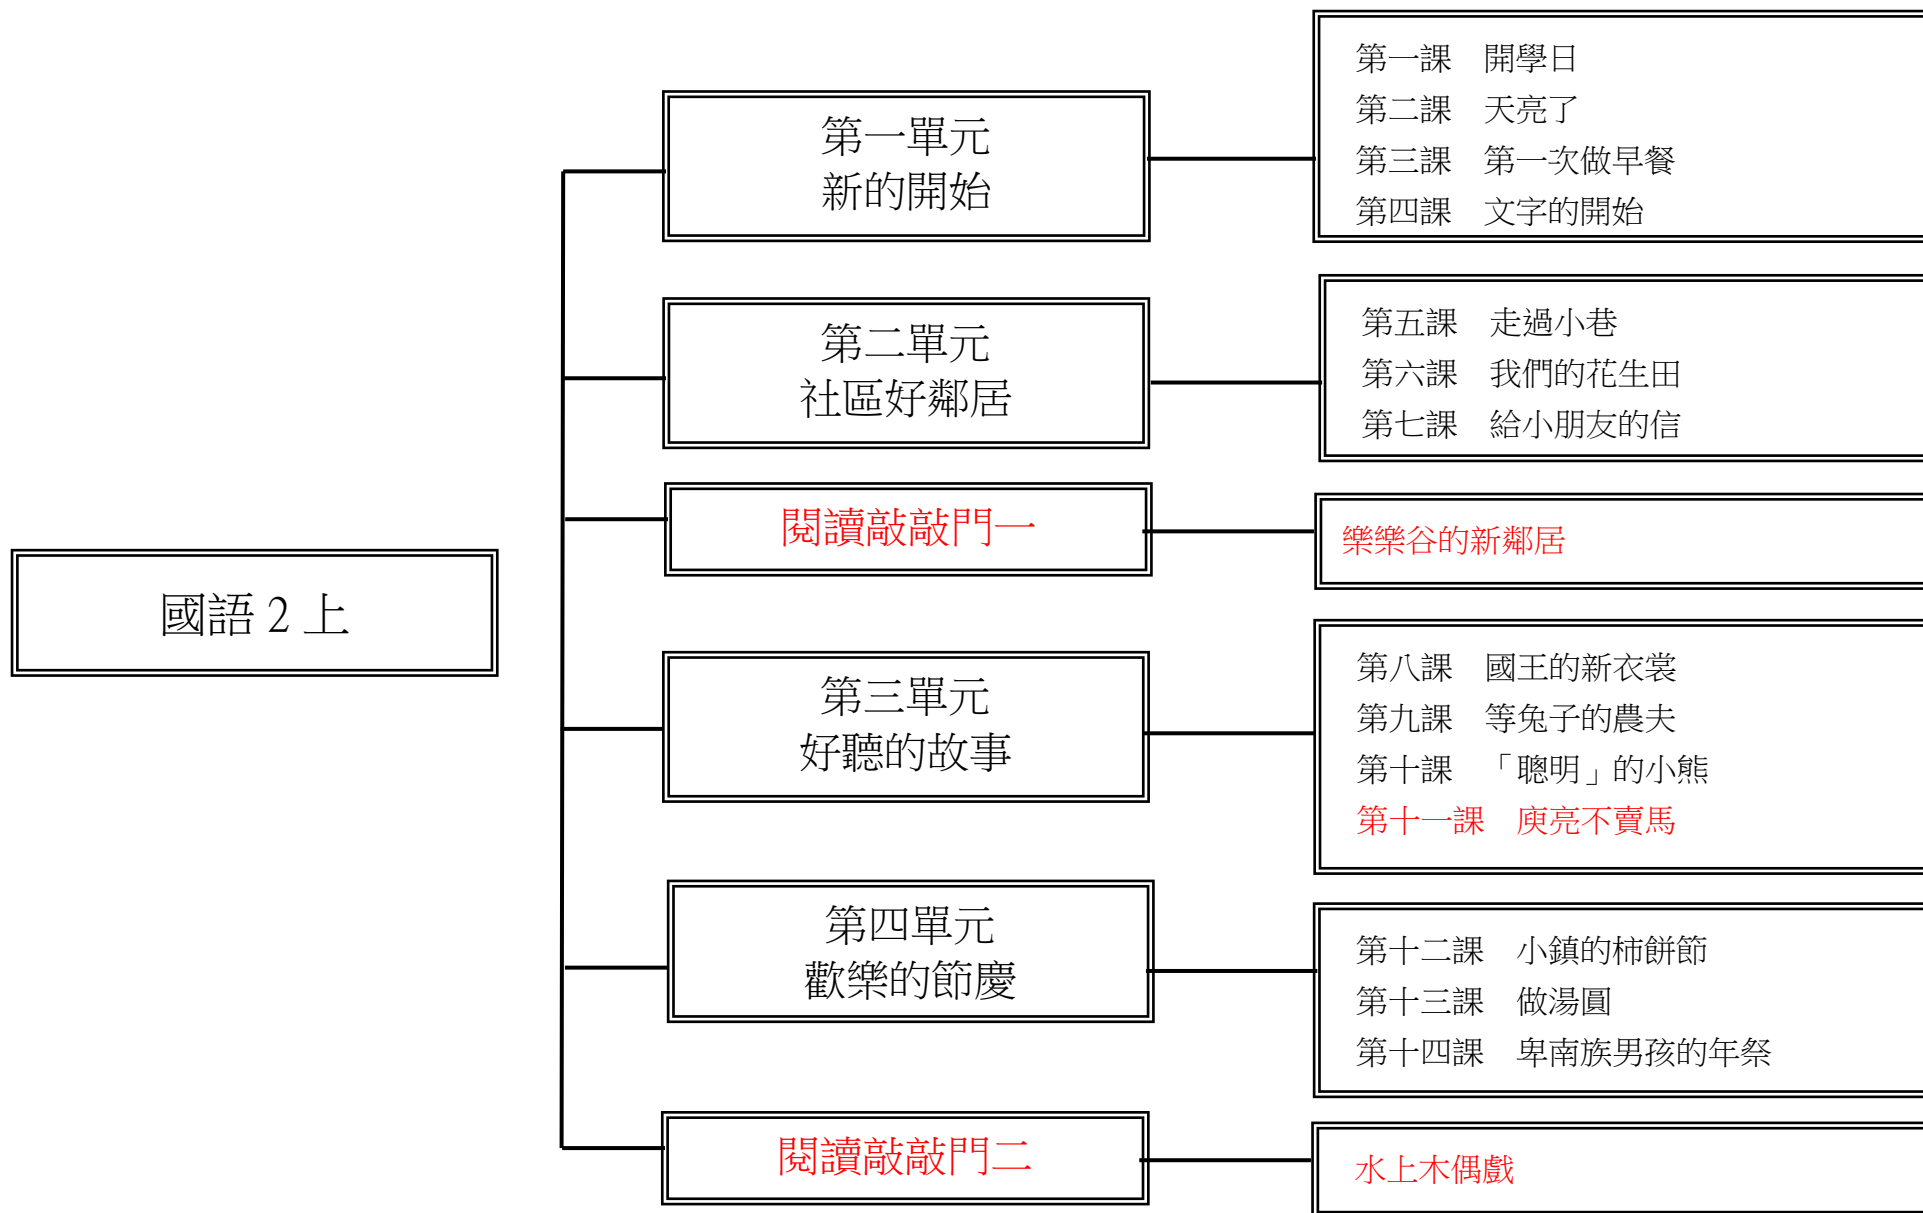 國語 2 上
第一單元
新的開始
第一課　開學日
第二課　天亮了
第三課　第一次做早餐
第四課　文字的開始
第二單元
社區好鄰居
第五課　走過小巷
第六課　我們的花生田
第七課　給小朋友的信
閱讀敲敲門一
樂樂谷的新鄰居
第三單元
好聽的故事
第八課　國王的新衣裳
第九課　等兔子的農夫
第十課　「聰明」的小熊
第十一課　庾亮不賣馬
第四單元
歡樂的節慶
第十二課　小鎮的柿餅節
第十三課　做湯圓
第十四課　卑南族男孩的年祭
閱讀敲敲門二
水上木偶戲